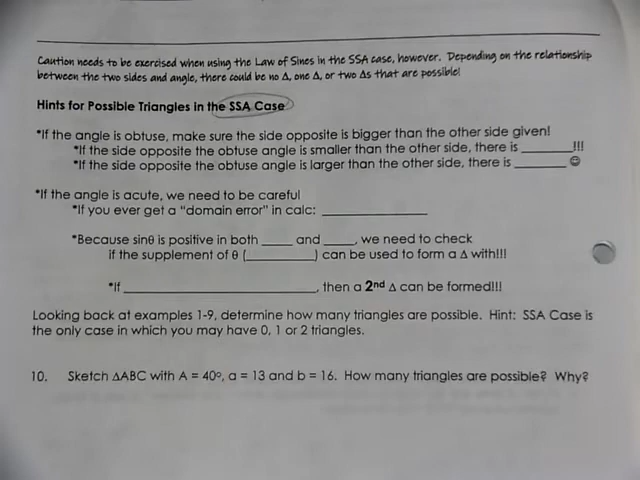 Caution needs to be exercised when using the Law of Sines in the SSA case, however. Depending on the relationship
between the two sides and angle, there could be no Δ, one Δ, or two Δs that are possible!
Hints for Possible Triangles in the SSA Case
*If the angle is obtuse, make sure the side opposite is bigger than the other side given!
*If the side opposite the obtuse angle is smaller than the other side, there is ________!!!
*If the side opposite the obtuse angle is larger than the other side, there is ________ ☺
*If the angle is acute, we need to be careful
*If you ever get a "domain error" in calc: ________________
*Because sinθ is positive in both _____ and _____, we need to check
if the supplement of θ (___________) can be used to form a Δ with!!!
*If ______________________________, then a 2nd Δ can be formed!!!
Looking back at examples 1-9, determine how many triangles are possible. Hint: SSA Case is
the only case in which you may have 0, 1 or 2 triangles.
10. Sketch ΔABC with A = 40°, a = 13 and b = 16. How many triangles are possible? Why?